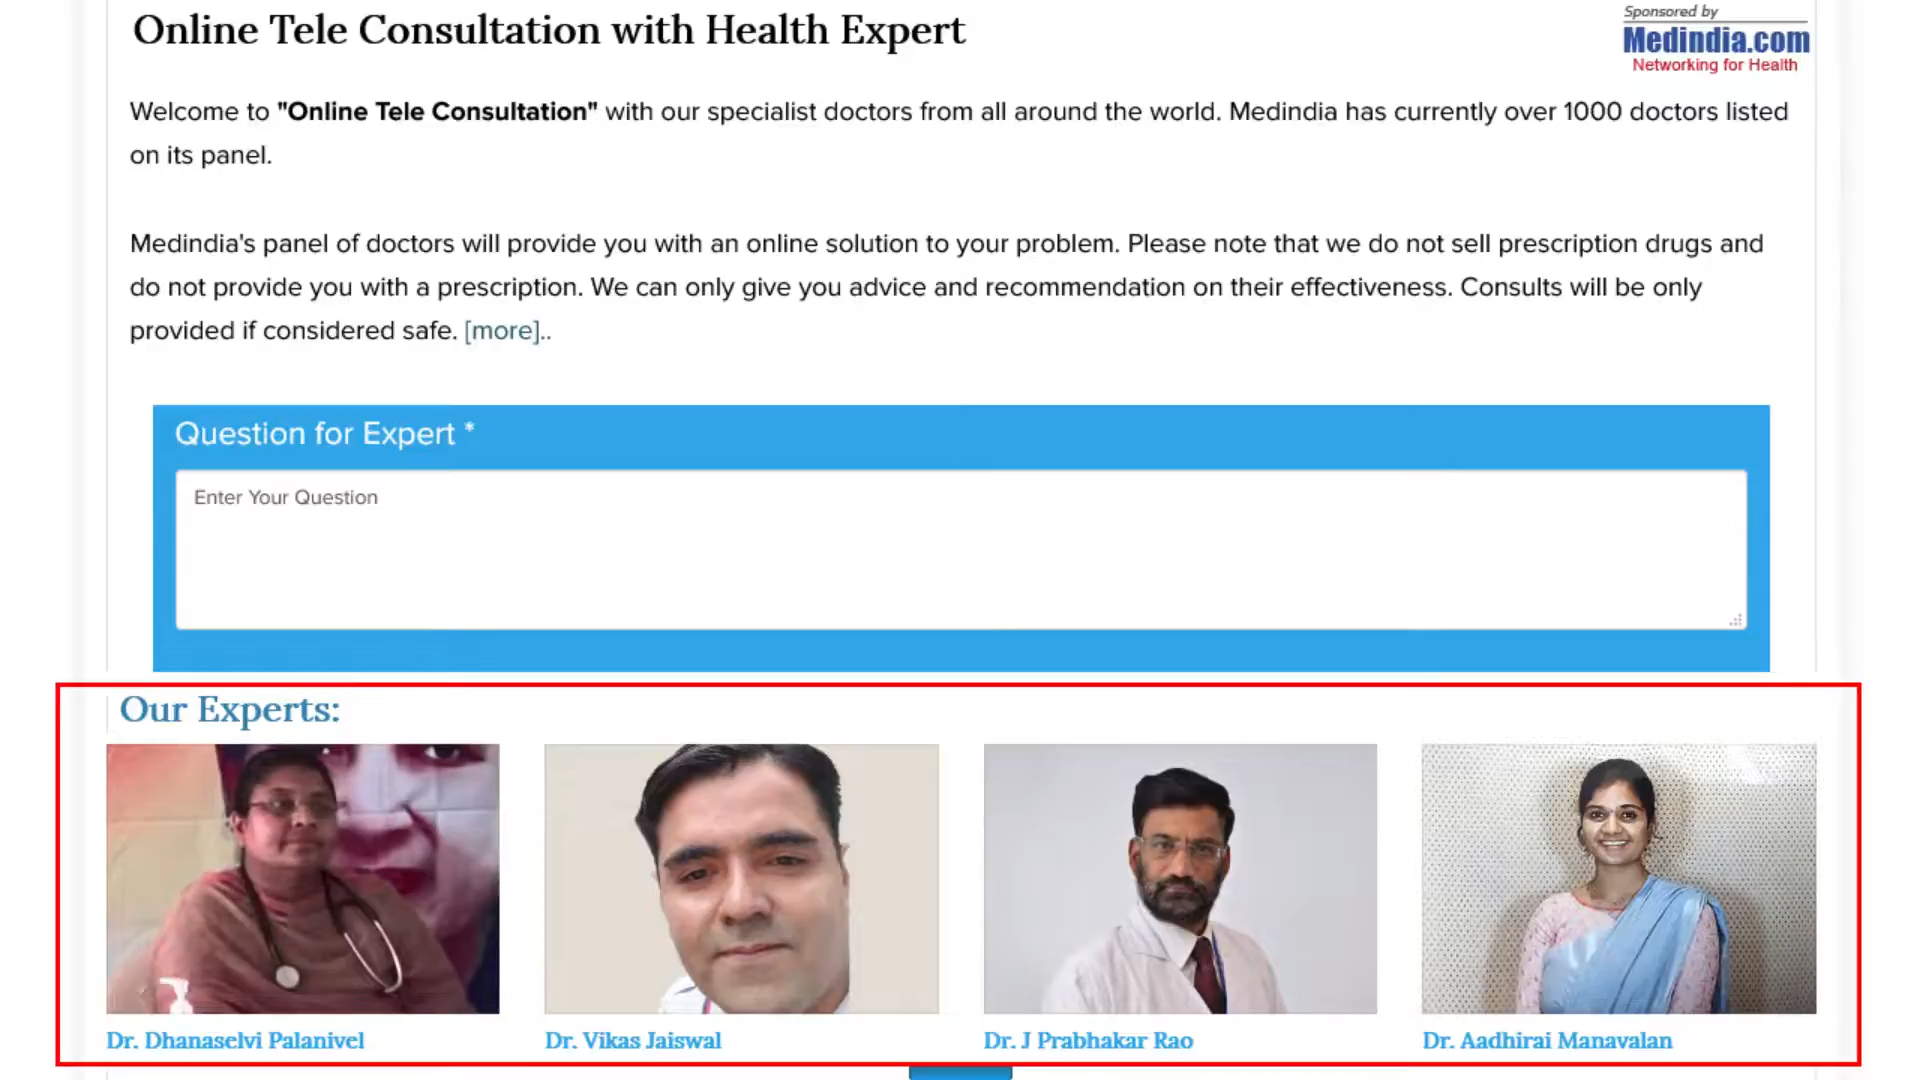 Online Tele Consultation with Health Expert
Sponsored by
Medindia.com
Networking for Health
Welcome to "Online Tele Consultation" with our specialist doctors from all around the world. Medindia has currently over 1000 doctors listed
on its panel.
Medindia's panel of doctors will provide you with an online solution to your problem. Please note that we do not sell prescription drugs and
do not provide you with a prescription. We can only give you advice and recommendation on their effectiveness. Consults will be only
provided if considered safe. [more]..
Question for Expert *
Enter Your Question
Our Experts:
Dr. Dhanaselvi Palanivel
Dr. Vikas Jaiswal
Dr. J Prabhakar Rao
Dr. Aadhirai Manavalan